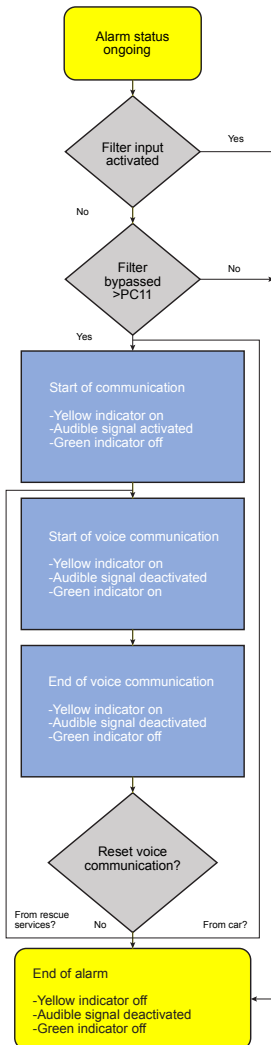 Alarm status
ongoing
Filter input
activated
Yes
No
Filter
bypassed
>PC11
No
Yes
Start of communication
-Yellow indicator on
-Audible signal activated
-Green indicator off
Start of voice communication
-Yellow indicator on
-Audible signal deactivated
-Green indicator on
End of voice communication
-Yellow indicator on
-Audible signal deactivated
-Green indicator off
Reset voice
communication?
From rescue
services?
No
From car?
End of alarm
-Yellow indicator off
-Audible signal deactivated
-Green indicator off